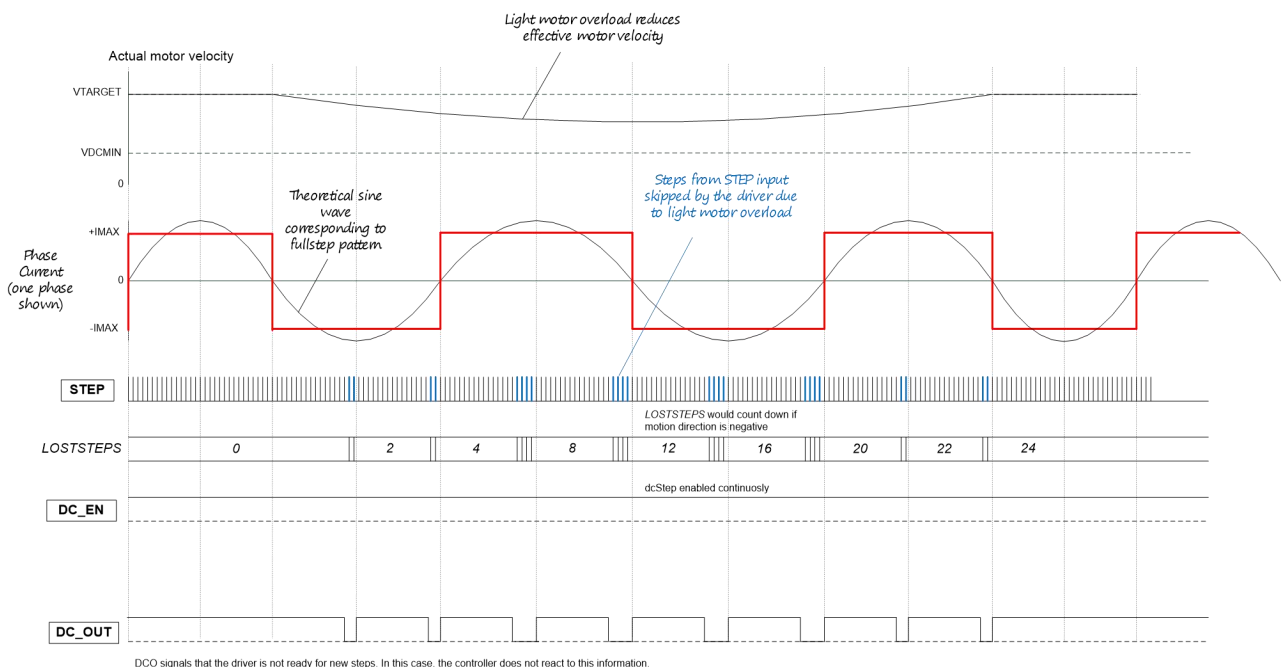 Light motor overload reduces
effective motor velocity
Actual motor velocity
VTARGET
VDCMIN
0
Theoretical sine
wave
corresponding to
fullstep pattern
Steps from STEP input
skipped by the driver due
to light motor overload
+IMAX
Phase
Current
(one phase
shown)
0
-IMAX
STEP
LOSTSTEPS would count down if
motion direction is negative
LOSTSTEPS
0
2
4
8
12
16
20
22
24
dcStep enabled continuosly
DC_EN
DC_OUT
DCO signals that the driver is not ready for new steps. In this case, the controller does not react to this information.